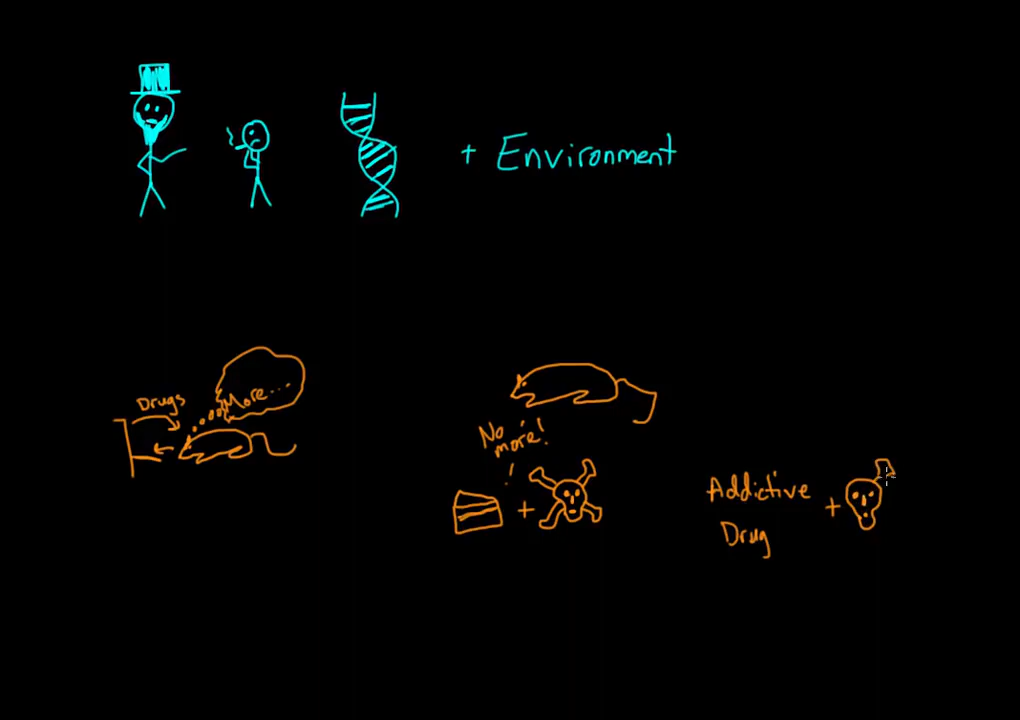 + Environment
Drugs
More...
No
more!
!
+
Addictive
Drug
+